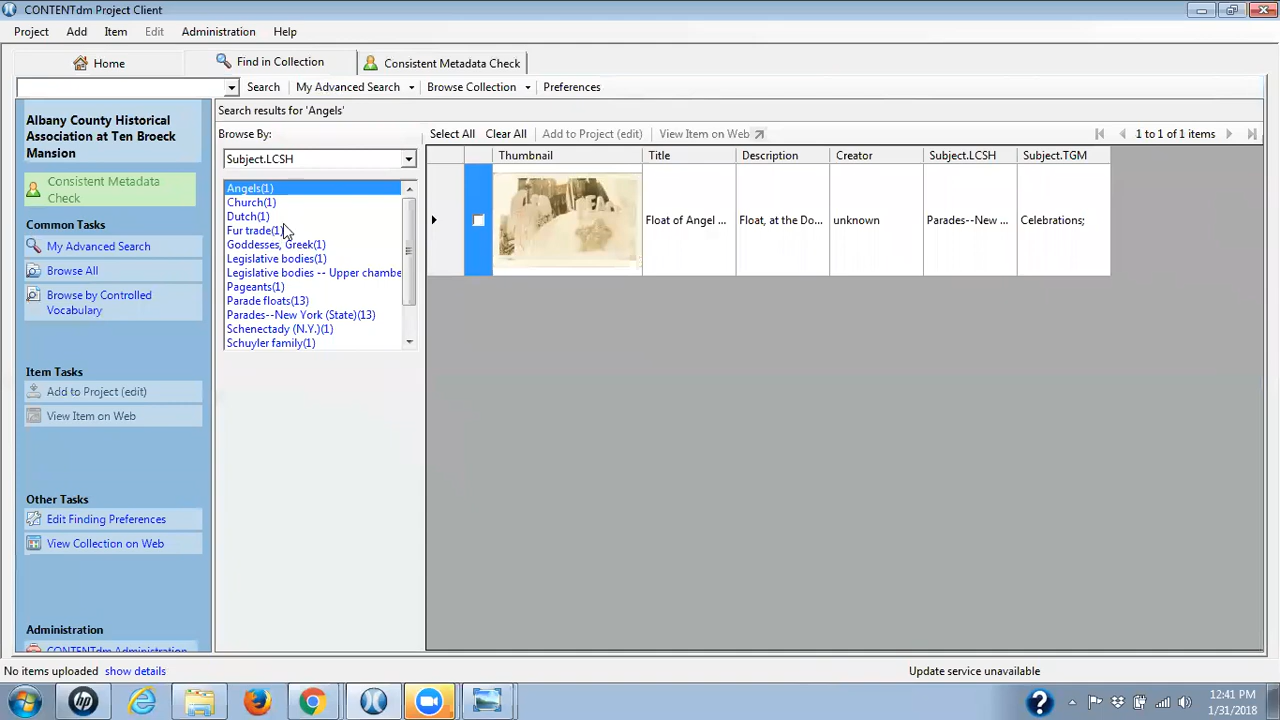 CONTENTdm Project Client
Project Add Item Edit Administration Help
Home Find in Collection Consistent Metadata Check
Search My Advanced Search Browse Collection Preferences
Albany County Historical
Association at Ten Broeck
Mansion
Consistent Metadata
Check
Common Tasks
My Advanced Search
Browse All
Browse by Controlled
Vocabulary
Item Tasks
Add to Project (edit)
View Item on Web
Other Tasks
Edit Finding Preferences
View Collection on Web
Administration
CONTENTdm Administration
Search results for 'Angels'
Browse By:
Subject.LCSH
Angels(1)
Church(1)
Dutch(1)
Fur trade(1)
Goddesses, Greek(1)
Legislative bodies(1)
Legislative bodies -- Upper chambe
Pageants(1)
Parade floats(13)
Parades--New York (State)(13)
Schenectady (N.Y.)(1)
Schuyler family(1)
Select All Clear All Add to Project (edit) View Item on Web 1 to 1 of 1 items
Thumbnail Title Description Creator Subject.LCSH Subject.TGM
Float of Angel ... Float, at the Do... unknown Parades--New ... Celebrations;
No items uploaded show details Update service unavailable
12:41 PM
1/31/2018